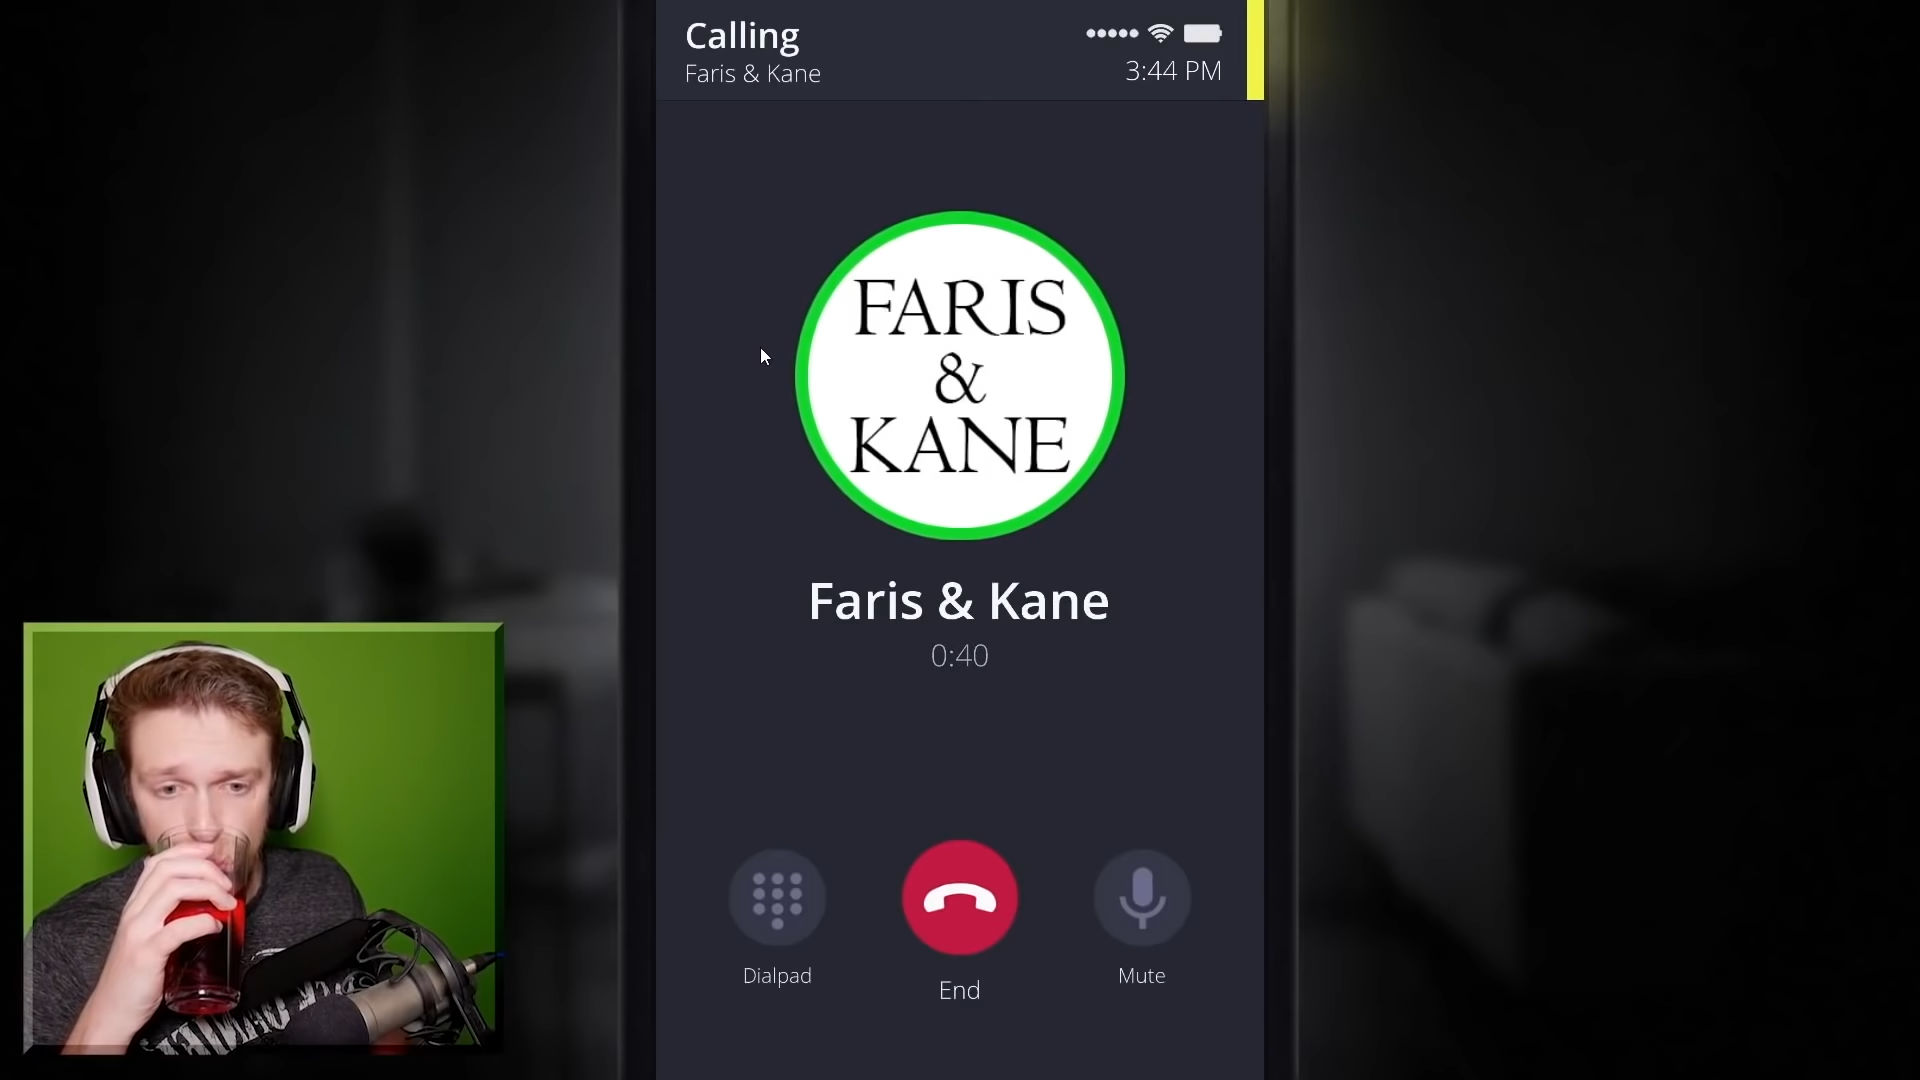 Calling
Faris & Kane
3:44 PM
FARIS
&
KANE
Faris & Kane
0:40
Dialpad
End
Mute